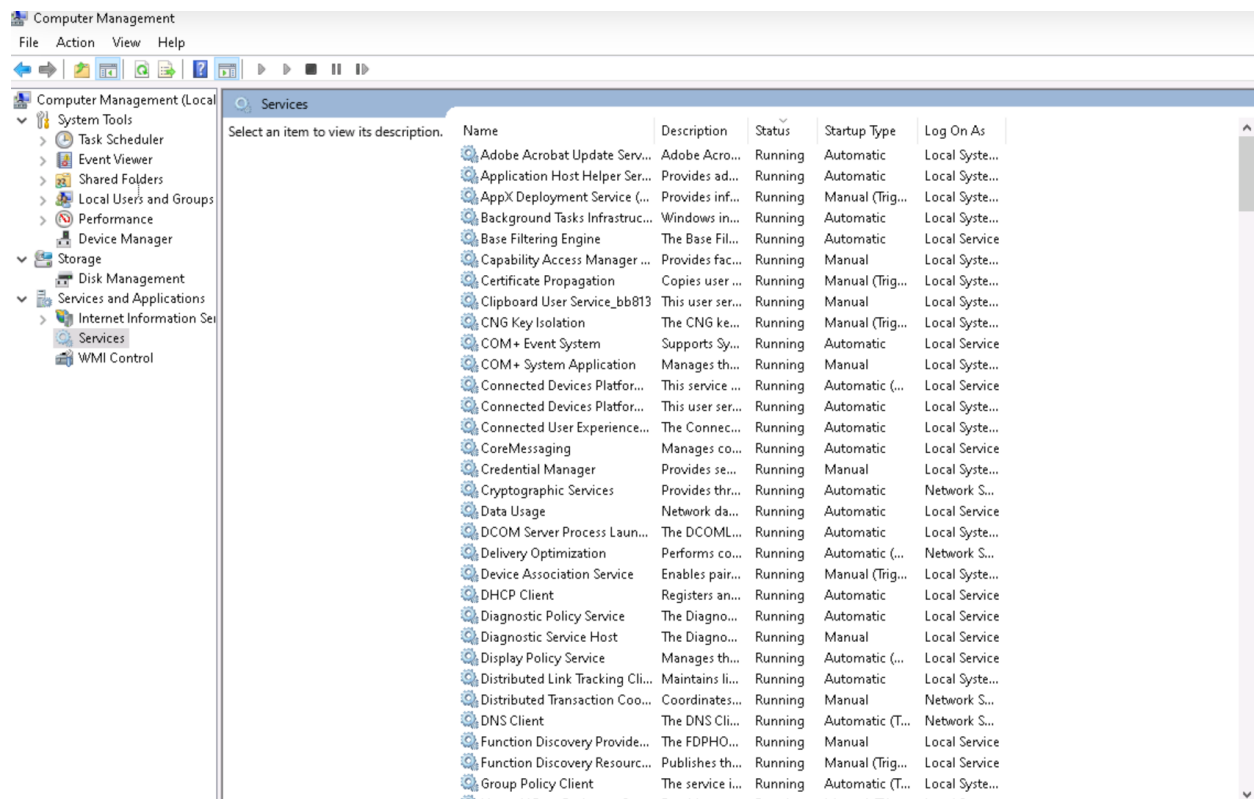 Computer Management
File Action View Help
Computer Management (Local
System Tools
Task Scheduler
Event Viewer
Shared Folders
Local Users and Groups
Performance
Device Manager
Storage
Disk Management
Services and Applications
Internet Information Ser
Services
WMI Control
Services
Select an item to view its description.
Name Description Status Startup Type Log On As
Adobe Acrobat Update Serv... Adobe Acro... Running Automatic Local Syste...
Application Host Helper Ser... Provides ad... Running Automatic Local Syste...
AppX Deployment Service (... Provides inf... Running Manual (Trig... Local Syste...
Background Tasks Infrastruc... Windows in... Running Automatic Local Syste...
Base Filtering Engine The Base Fil... Running Automatic Local Service
Capability Access Manager ... Provides fac... Running Manual Local Syste...
Certificate Propagation Copies user ... Running Manual (Trig... Local Syste...
Clipboard User Service_bb813 This user ser... Running Manual Local Syste...
CNG Key Isolation The CNG ke... Running Manual (Trig... Local Syste...
COM+ Event System Supports Sy... Running Automatic Local Service
COM+ System Application Manages th... Running Manual Local Syste...
Connected Devices Platfor... This service ... Running Automatic (... Local Service
Connected Devices Platfor... This user ser... Running Automatic Local Syste...
Connected User Experience... The Connec... Running Automatic Local Syste...
CoreMessaging Manages co... Running Automatic Local Service
Credential Manager Provides se... Running Manual Local Syste...
Cryptographic Services Provides thr... Running Automatic Network S...
Data Usage Network da... Running Automatic Local Service
DCOM Server Process Laun... The DCOML... Running Automatic Local Syste...
Delivery Optimization Performs co... Running Automatic (... Network S...
Device Association Service Enables pair... Running Manual (Trig... Local Syste...
DHCP Client Registers an... Running Automatic Local Service
Diagnostic Policy Service The Diagno... Running Automatic Local Service
Diagnostic Service Host The Diagno... Running Manual Local Service
Display Policy Service Manages th... Running Automatic (... Local Service
Distributed Link Tracking Cli... Maintains li... Running Automatic Local Syste...
Distributed Transaction Coo... Coordinates... Running Manual Network S...
DNS Client The DNS Cli... Running Automatic (T... Network S...
Function Discovery Provide... The FDPHO... Running Manual Local Service
Function Discovery Resourc... Publishes th... Running Manual (Trig... Local Service
Group Policy Client The service i... Running Automatic (T... Local Syste...